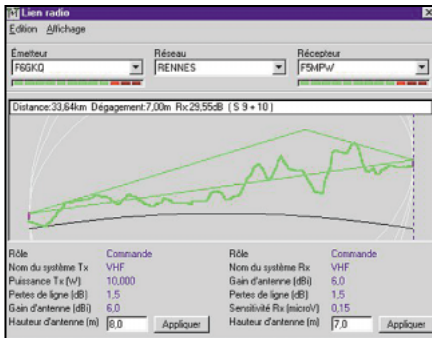 Lien radio
Édition Affichage
Émetteur Réseau Récepteur
F6GKQ RENNES F5MPW
Distance:33,64km Dégagement:7,00m Rx:29,55dB ( S 9 + 10 )
Rôle Commande Rôle Commande
Nom du système Tx VHF Nom du système Rx VHF
Puissance Tx (W) 10,000 Gain d'antenne (dBi) 6,0
Pertes de ligne (dB) 1,5 Pertes de ligne (dB) 1,5
Gain d'antenne (dBi) 6,0 Sensitivité Rx (microV) 0,15
Hauteur d'antenne (m) 8,0 Appliquer Hauteur d'antenne (m) 7,0 Appliquer